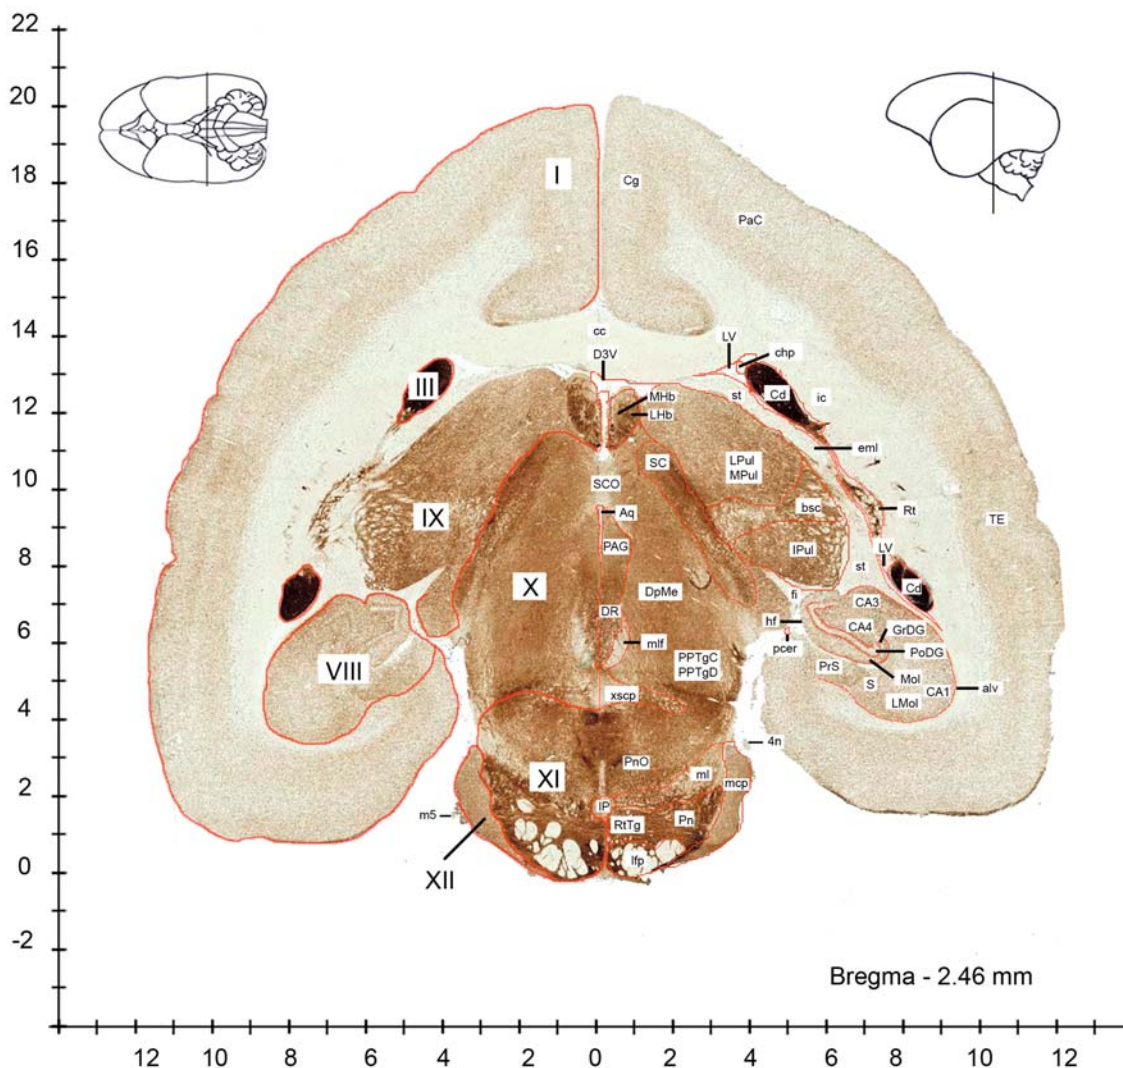 22
20
18
16
14
12
10
8
6
4
2
0
-2
I
Cg
PaC
cc
LV
chp
D3V
III
MHb
LHb
st
Cd
ic
eml
SC
LPul
MPul
SCO
bsc
IX
Aq
Rt
TE
PAG
IPul
LV
st
X
DpMe
fi
Cd
CA3
DR
hf
CA4
GrDG
mlf
pcer
PoDG
VIII
PPTgC
PPTgD
PrS
Mol
S
CA1
alv
xscp
LMol
4n
XI
PnO
ml
mcp
m5
IP
RtTg
Pn
lfp
XII
Bregma - 2.46 mm
12 10 8 6 4 2 0 2 4 6 8 10 12